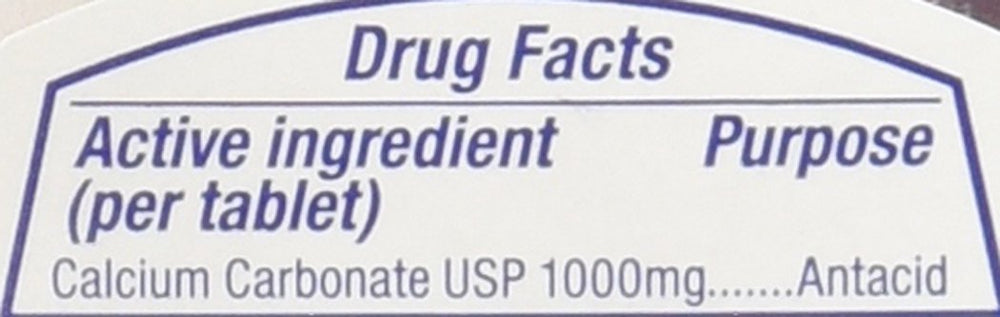 Drug Facts
Active ingredient Purpose
(per tablet)
Calcium Carbonate USP 1000mg.......Antacid